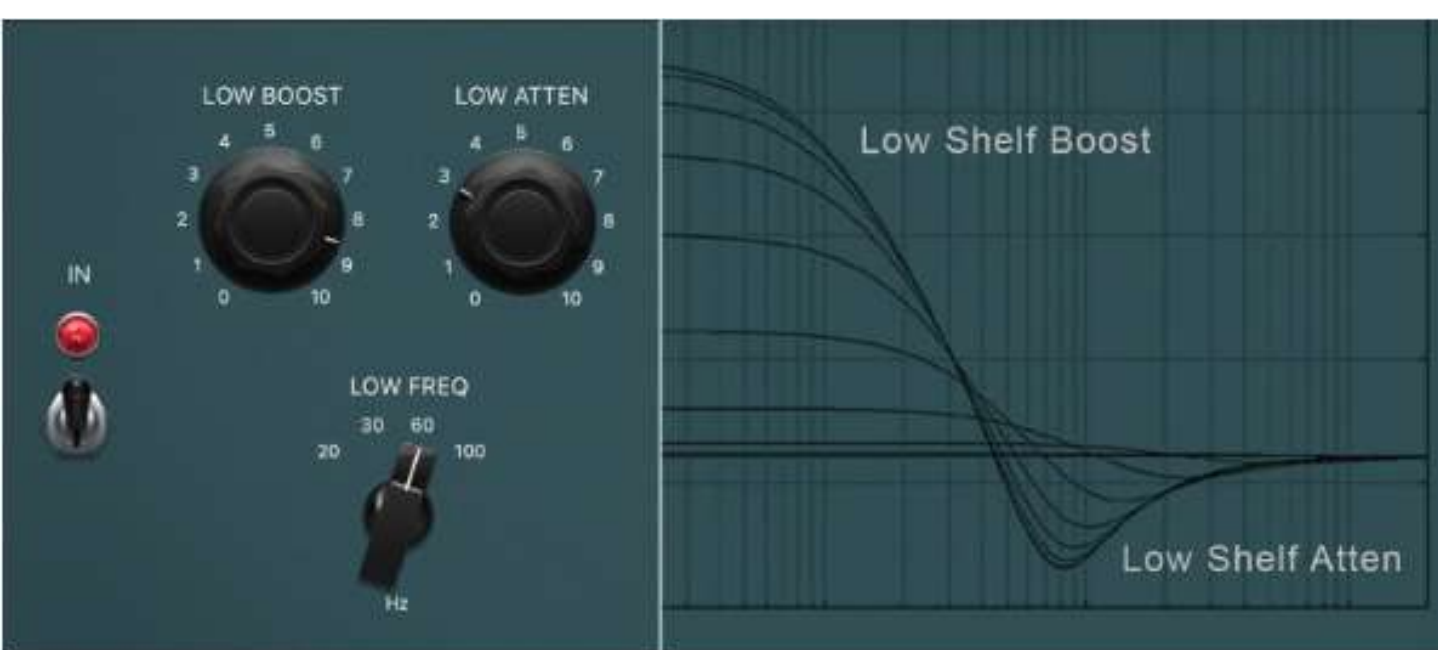 LOW BOOST
LOW ATTEN
4 5 6
3 7
2 8
1 9
0 10
4 5 6
3 7
2 8
1 9
0 10
IN
LOW FREQ
20 30 60 100
Hz
Low Shelf Boost
Low Shelf Atten